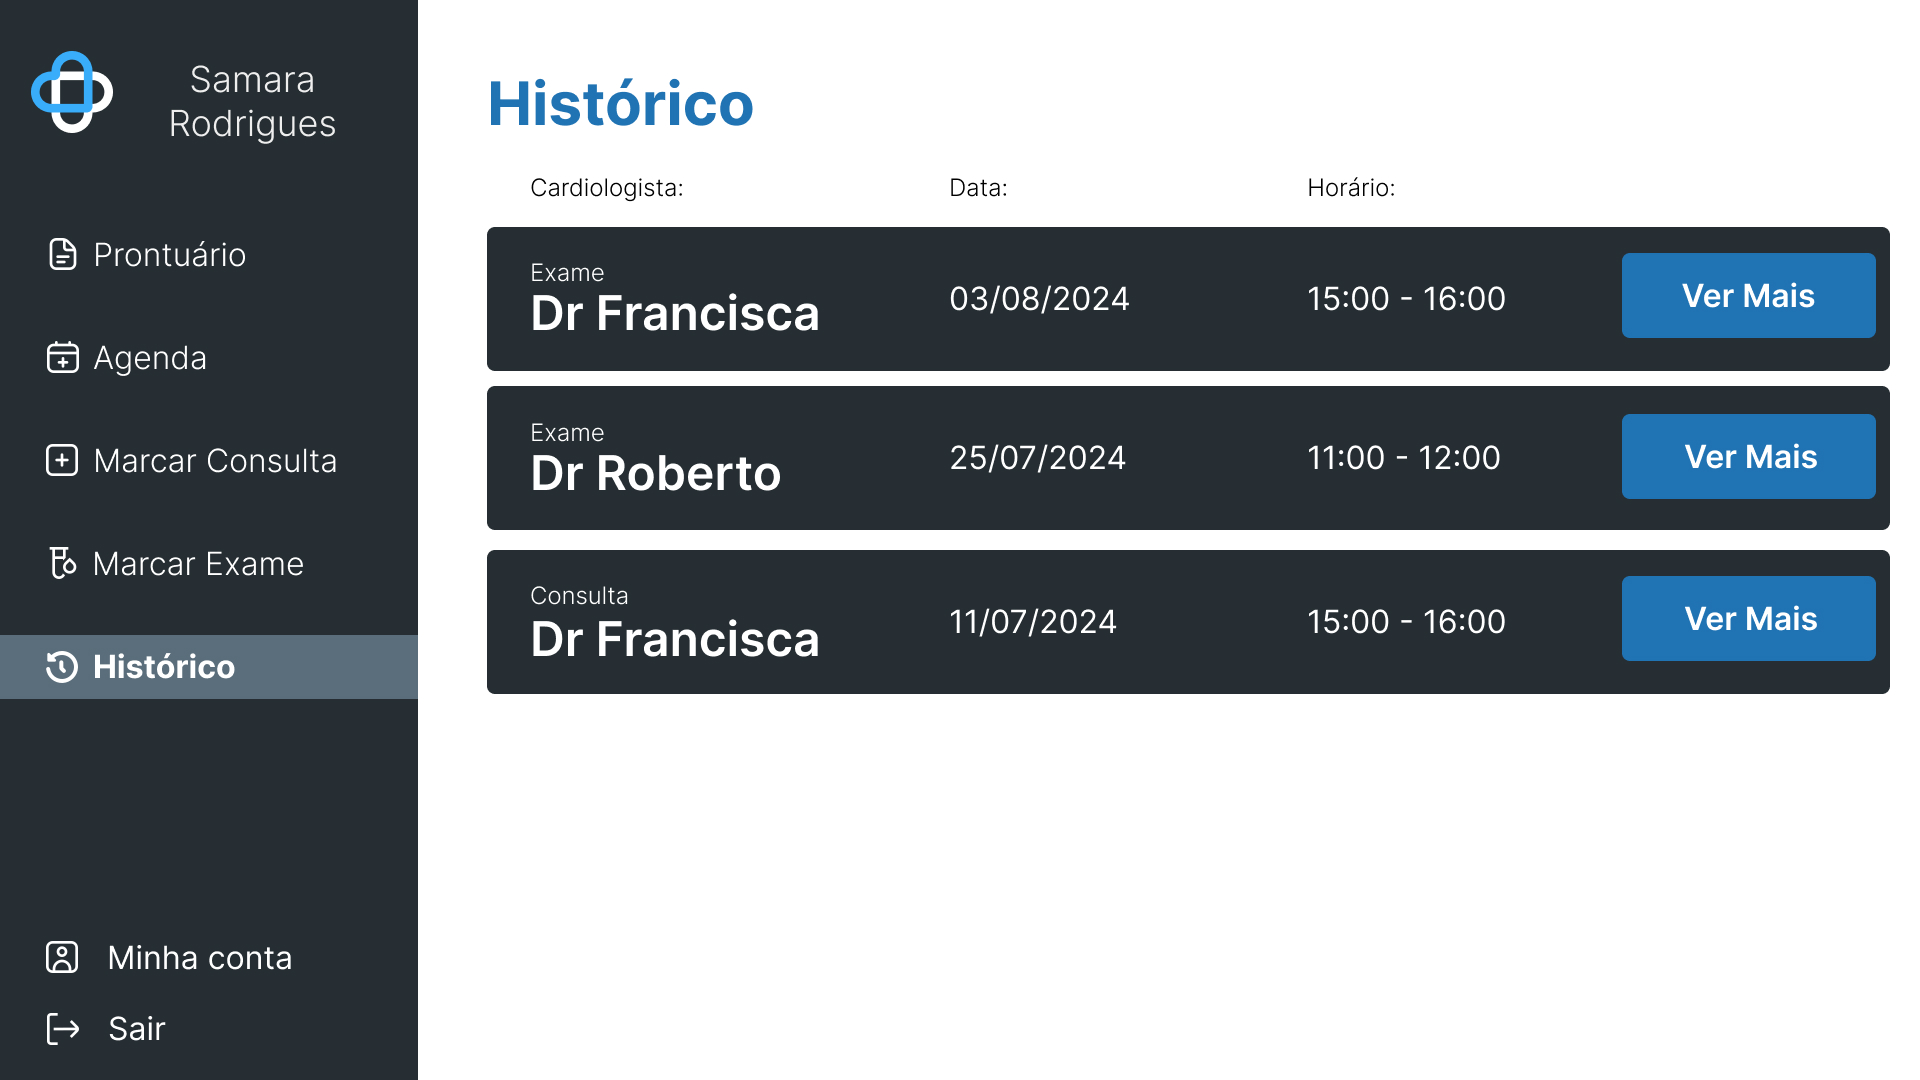 Samara
Rodrigues
Prontuário
Agenda
Marcar Consulta
Marcar Exame
Histórico
Minha conta
Sair
Histórico
Cardiologista: Data: Horário:
Exame
Dr Francisca 03/08/2024 15:00 - 16:00 Ver Mais
Exame
Dr Roberto 25/07/2024 11:00 - 12:00 Ver Mais
Consulta
Dr Francisca 11/07/2024 15:00 - 16:00 Ver Mais